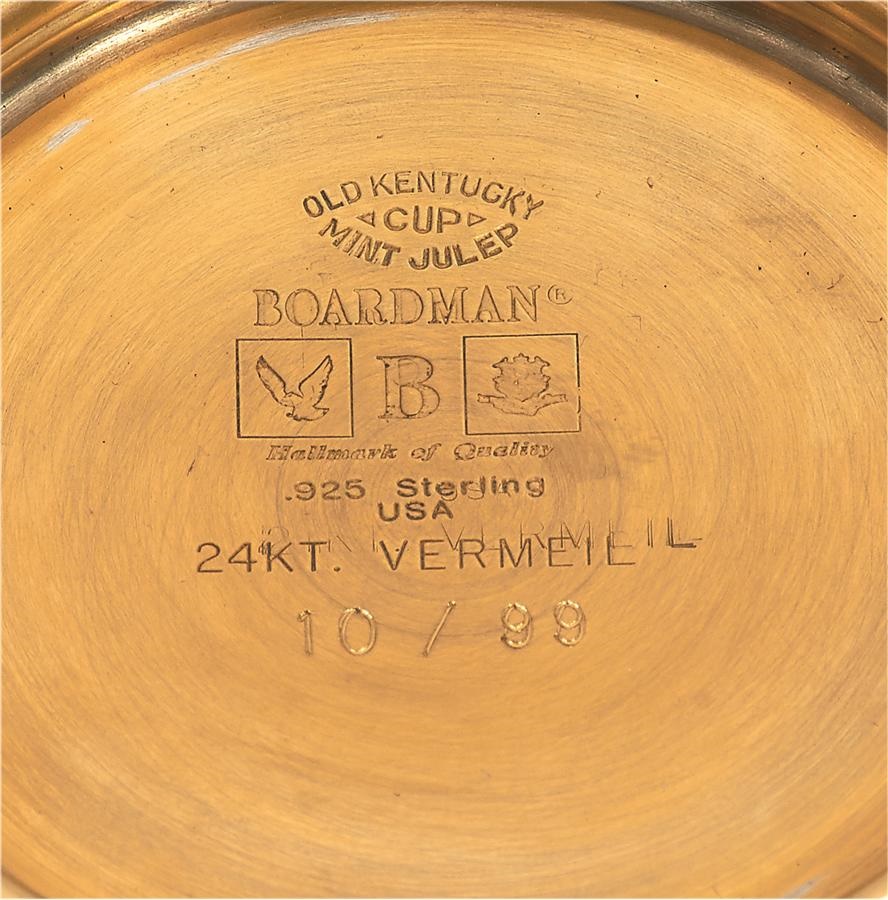 OLD KENTUCKY
CUP
MINT JULEP
BOARDMAN®
B
Hallmark of Quality
.925 Sterling
USA
24KT. VERMEIL
10 / 99